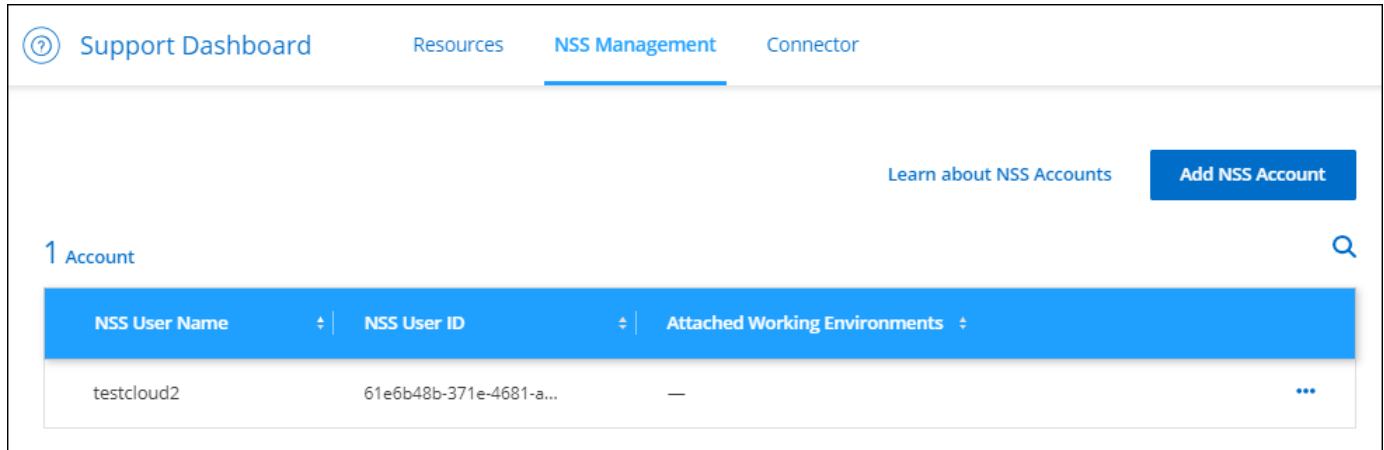 Support Dashboard Resources NSS Management Connector
Learn about NSS Accounts Add NSS Account
1 Account
NSS User Name NSS User ID Attached Working Environments
testcloud2 61e6b48b-371e-4681-a... —